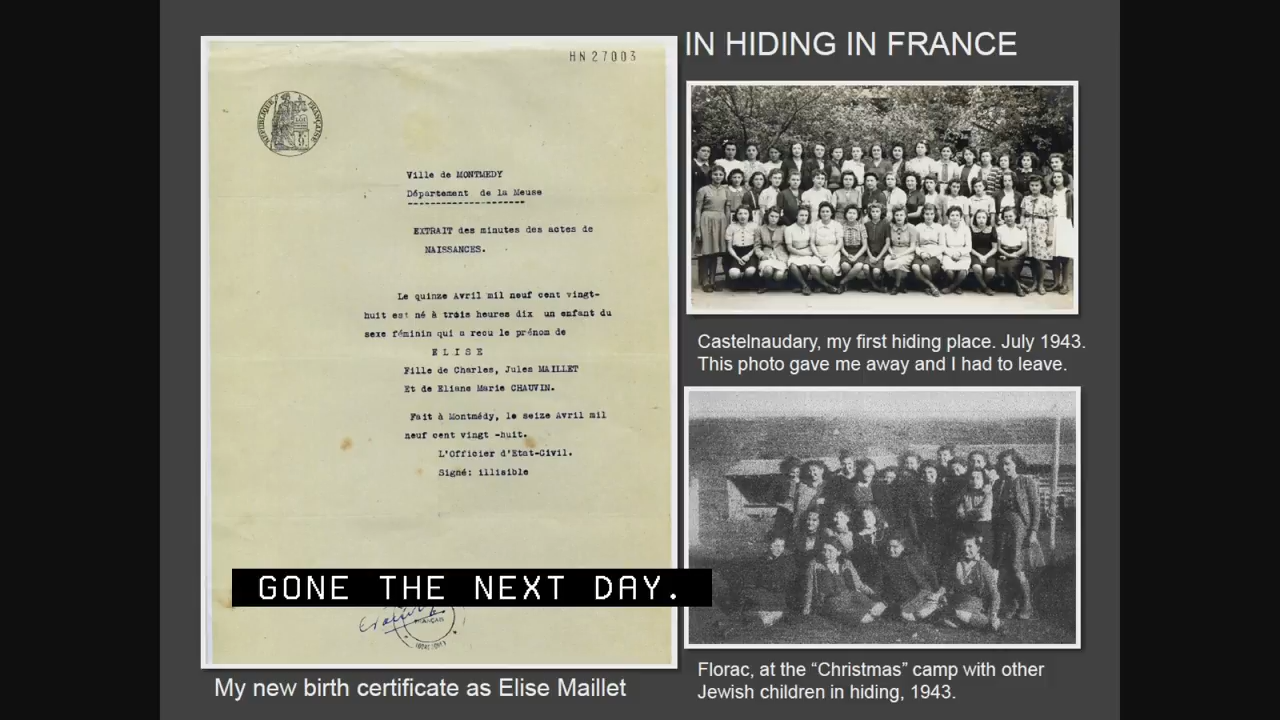 HN27003
REPUBLIQUE FRANÇAISE
Ville de MONTMEDY
Département de la Meuse
--------------------
EXTRAIT des minutes des actes de
NAISSANCES.
Le quinze Avril mil neuf cent vingt-
huit est né à trois heures dix un enfant du
sexe féminin qui a recu le prénom de
E L I S E
Fille de Charles, Jules MAILLET
Et de Eliane Marie CHAUVIN.
Fait à Montmédy, le seize Avril mil
neuf cent vingt -huit.
L'Officier d'Etat-Civil.
Signé: illisible
GONE THE NEXT DAY.
FRANÇAIS
My new birth certificate as Elise Maillet
IN HIDING IN FRANCE
Castelnaudary, my first hiding place. July 1943.
This photo gave me away and I had to leave.
Florac, at the “Christmas” camp with other
Jewish children in hiding, 1943.